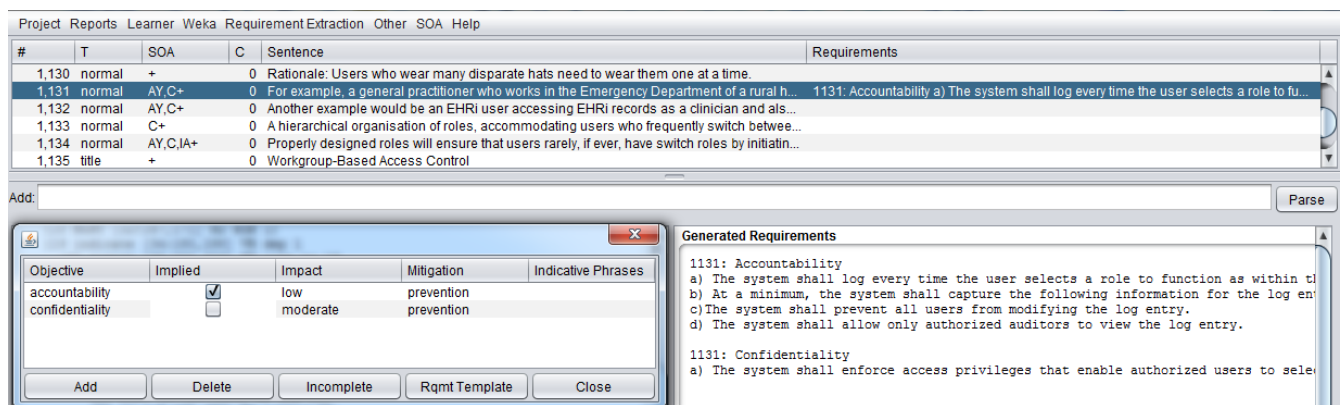 Project Reports Learner Weka Requirement Extraction Other SOA Help
# T SOA C Sentence Requirements
1,130 normal + 0 Rationale: Users who wear many disparate hats need to wear them one at a time.
1,131 normal AY,C+ 0 For example, a general practitioner who works in the Emergency Department of a rural h... 1131: Accountability a) The system shall log every time the user selects a role to fu...
1,132 normal AY,C+ 0 Another example would be an EHRi user accessing EHRi records as a clinician and als...
1,133 normal C+ 0 A hierarchical organisation of roles, accommodating users who frequently switch betwee...
1,134 normal AY,C,IA+ 0 Properly designed roles will ensure that users rarely, if ever, have switch roles by initiatin...
1,135 title + 0 Workgroup-Based Access Control
Add: Parse
Objective Implied Impact Mitigation Indicative Phrases
accountability low prevention
confidentiality moderate prevention
Add Delete Incomplete Rqmt Template Close
Generated Requirements
1131: Accountability
a) The system shall log every time the user selects a role to function as within
b) At a minimum, the system shall capture the following information for the log
c)The system shall prevent all users from modifying the log entry.
d) The system shall allow only authorized auditors to view the log entry.
1131: Confidentiality
a) The system shall enforce access privileges that enable authorized users to